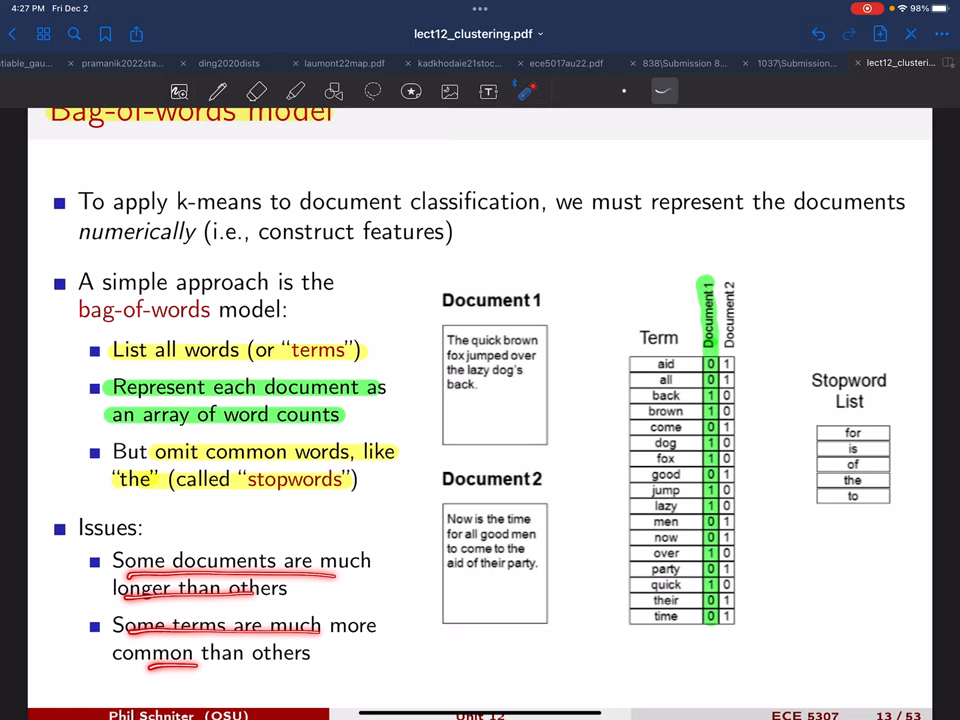 4:27 PM Fri Dec 2
98%
lect12_clustering.pdf
ntiable_gau...
pramanik2022sta...
ding2020dists
laumont22map.pdf
kadkhodaie21stoc...
ece5017au22.pdf
838\Submission 8...
1037\Submission...
lect12_clusteri...
Bag-of-words model
To apply k-means to document classification, we must represent the documents
numerically (i.e., construct features)
A simple approach is the
bag-of-words model:
List all words (or “terms”)
Represent each document as
an array of word counts
But omit common words, like
“the” (called “stopwords”)
Issues:
Some documents are much
longer than others
Some terms are much more
common than others
Document 1
The quick brown
fox jumped over
the lazy dog's
back.
Document 2
Now is the time
for all good men
to come to the
aid of their party.
Term Document 1 Document 2
aid 0 1
all 0 1
back 1 0
brown 1 0
come 0 1
dog 1 0
fox 1 0
good 0 1
jump 1 0
lazy 1 0
men 0 1
now 0 1
over 1 0
party 0 1
quick 1 0
their 0 1
time 0 1
Stopword
List
for
is
of
the
to
Phil Schniter (OSU) Unit 12 ECE 5307 13 / 53